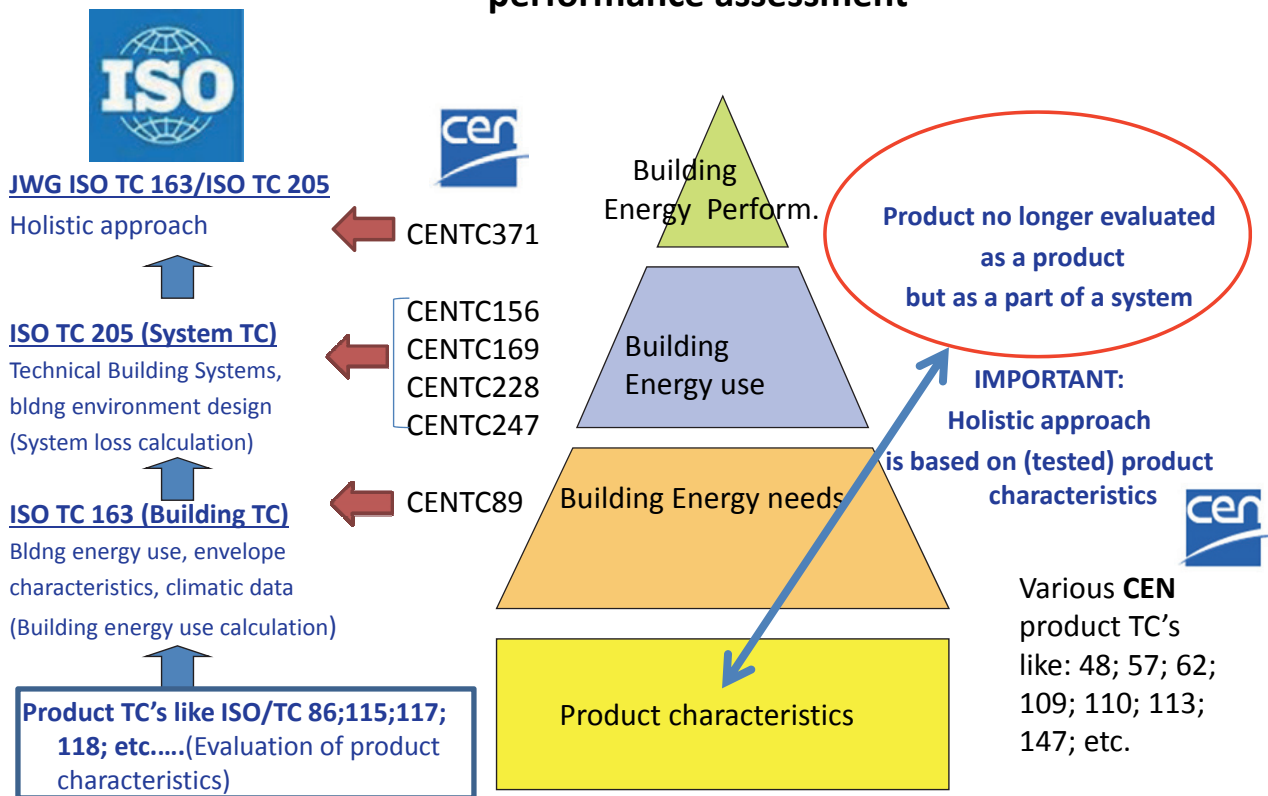 performance assessment
ISO
cen
JWG ISO TC 163/ISO TC 205
Holistic approach
CENTC371
ISO TC 205 (System TC)
Technical Building Systems,
bldng environment design
(System loss calculation)
CENTC156
CENTC169
CENTC228
CENTC247
ISO TC 163 (Building TC)
Bldng energy use, envelope
characteristics, climatic data
(Building energy use calculation)
CENTC89
Product TC's like ISO/TC 86;115;117;
118; etc.....(Evaluation of product
characteristics)
Building
Energy Perform.
Building
Energy use
Building Energy needs
Product characteristics
Product no longer evaluated
as a product
but as a part of a system
IMPORTANT:
Holistic approach
is based on (tested) product
characteristics
cen
Various CEN
product TC's
like: 48; 57; 62;
109; 110; 113;
147; etc.